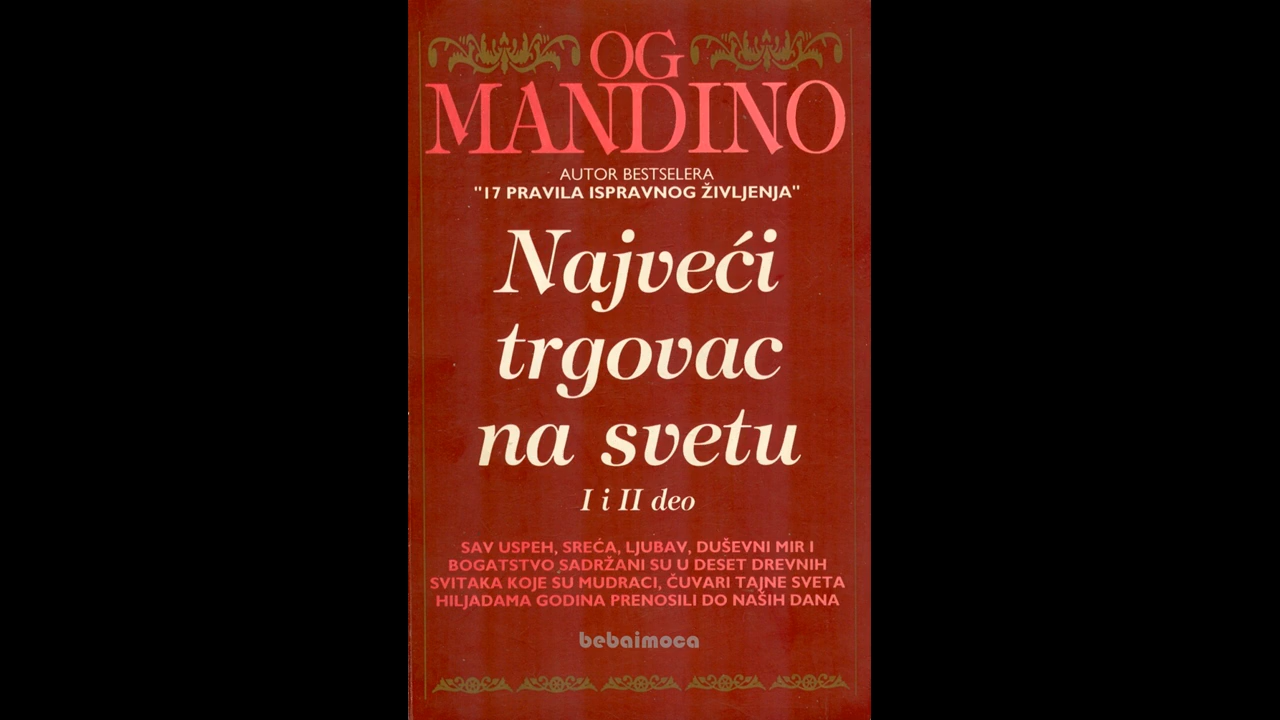 OG
MANDINO
AUTOR BESTSELERA
"17 PRAVILA ISPRAVNOG ŽIVLJENJA"
Najveći
trgovac
na svetu
I i II deo
SAV USPEH, SREĆA, LJUBAV, DUŠEVNI MIR I
BOGATSTVO SADRŽANI SU U DESET DREVNIH
SVITAKA KOJE SU MUDRACI, ČUVARI TAJNE SVETA
HILJADAMA GODINA PRENOSILI DO NAŠIH DANA
bebaimoca